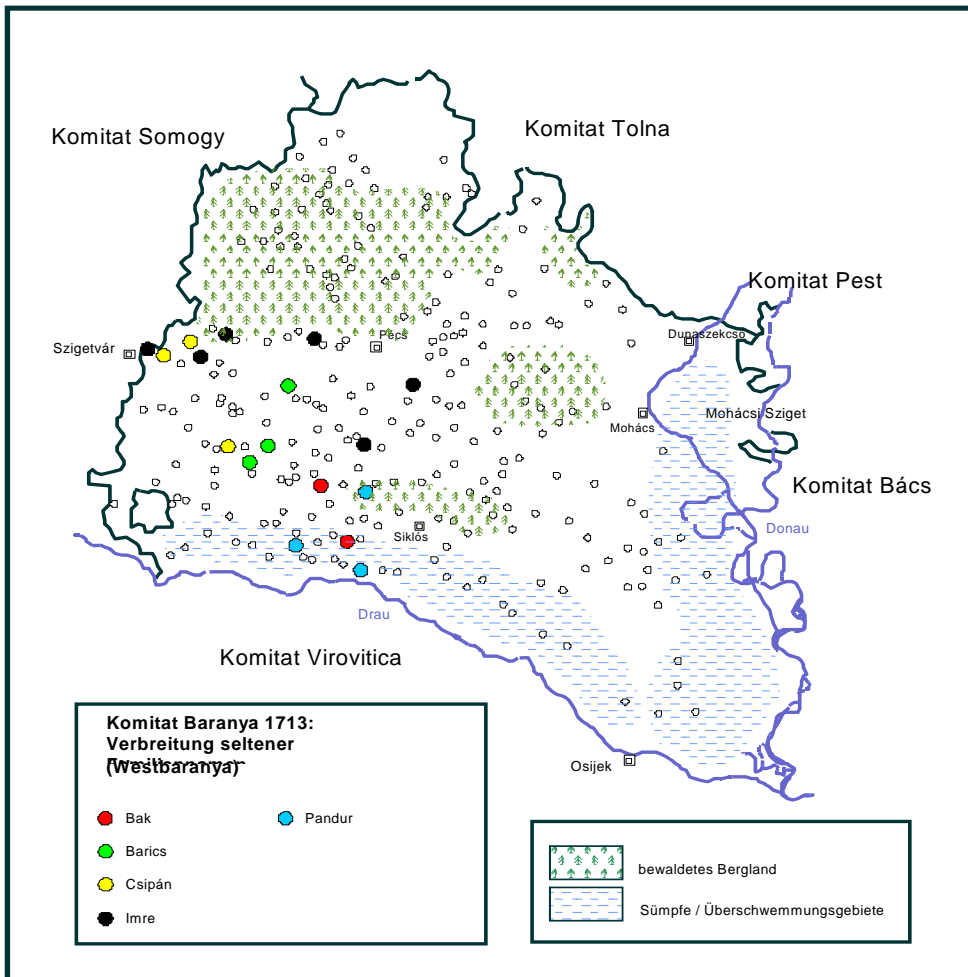 Komitat Somogy
Komitat Tolna
Komitat Pest
Szigetvár
Pécs
Dunaszekcso
Mohács
Mohácsi Sziget
Komitat Bács
Donau
Siklós
Drau
Komitat Virovitica
Osijek
Komitat Baranya 1713:
Verbreitung seltener
(Westbaranya)
Bak
Pandur
Barics
Csipán
Imre
bewaldetes Bergland
Sümpfe / Überschwemmungsgebiete